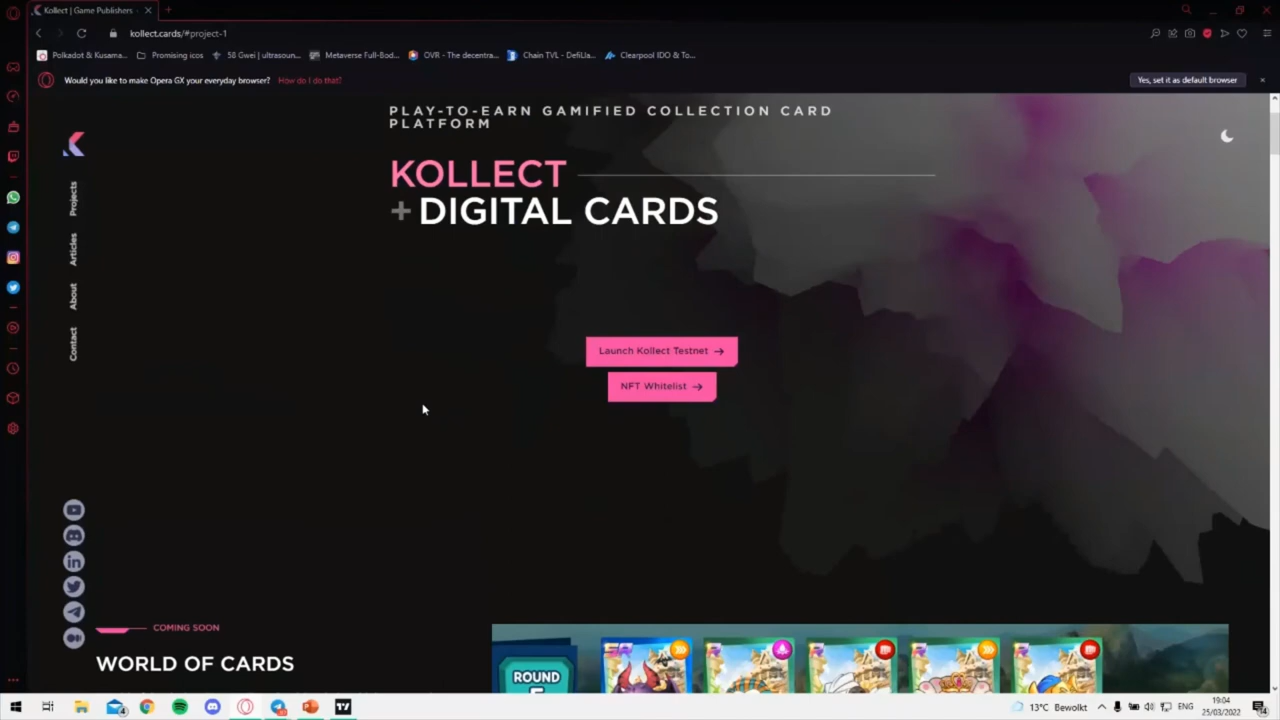 Kollect | Game Publishers
kollect.cards/#project-1
Polkadot & Kusama...
Promising icos
58 Gwei | ultrasoun...
Metaverse Full-Bod...
OVR - The decentra...
Chain TVL - DefiLla...
Clearpool IDO & To...
Would you like to make Opera GX your everyday browser? How do I do that?
Yes, set it as default browser
PLAY-TO-EARN GAMIFIED COLLECTION CARD
PLATFORM
KOLLECT
+ DIGITAL CARDS
Projects
Articles
About
Contact
Launch Kollect Testnet →
NFT Whitelist →
COMING SOON
WORLD OF CARDS
ROUND
SR
13°C Bewolkt
ENG
19:04
25/03/2022